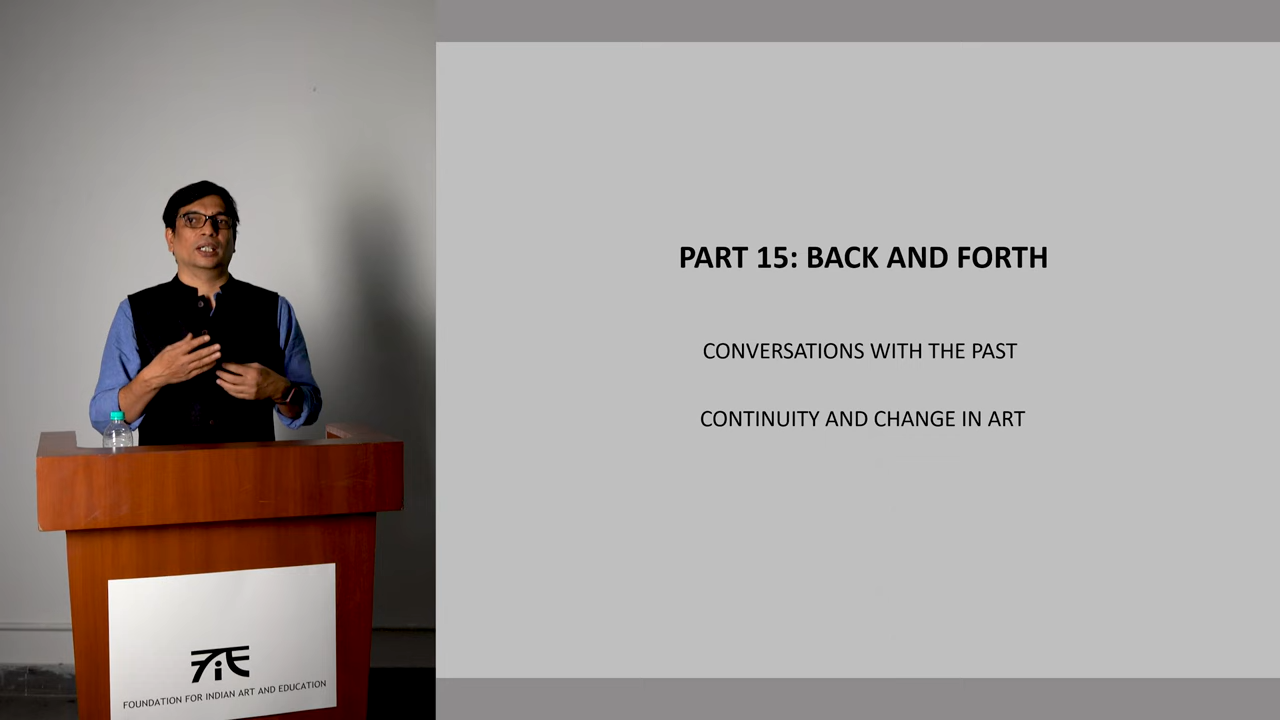 PART 15: BACK AND FORTH
CONVERSATIONS WITH THE PAST
CONTINUITY AND CHANGE IN ART
FiE
FOUNDATION FOR INDIAN ART AND EDUCATION